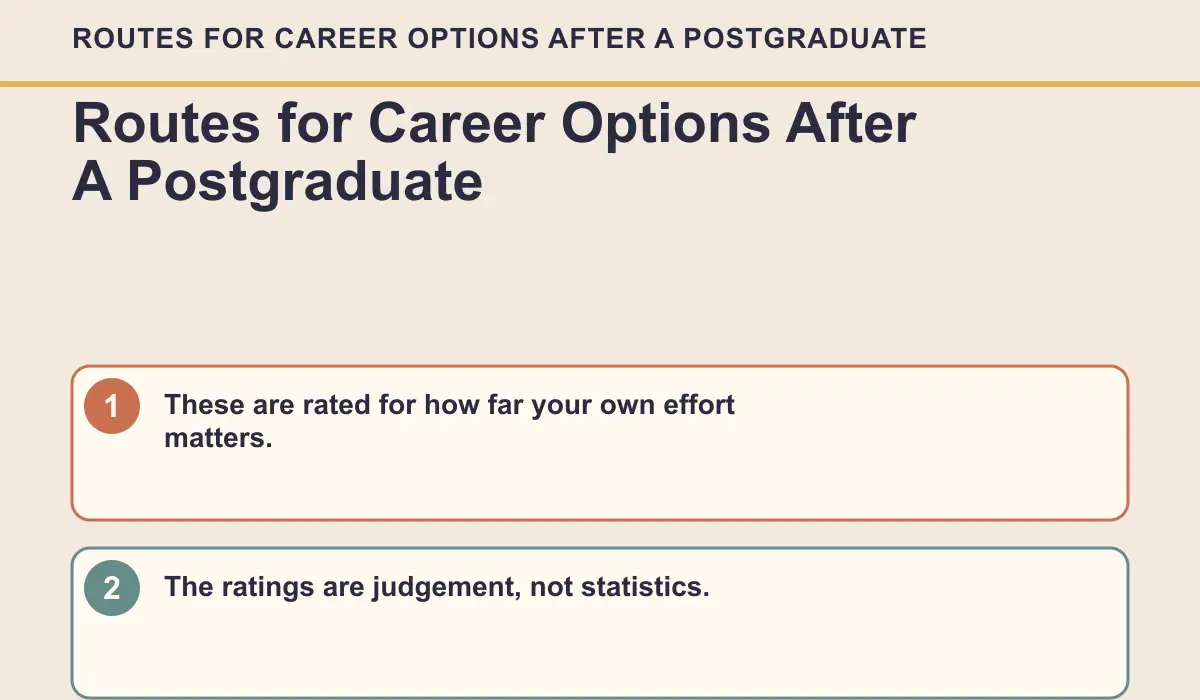 ROUTES FOR CAREER OPTIONS AFTER A POSTGRADUATE
Routes for Career Options After
A Postgraduate
1
These are rated for how far your own effort
matters.
2
The ratings are judgement, not statistics.